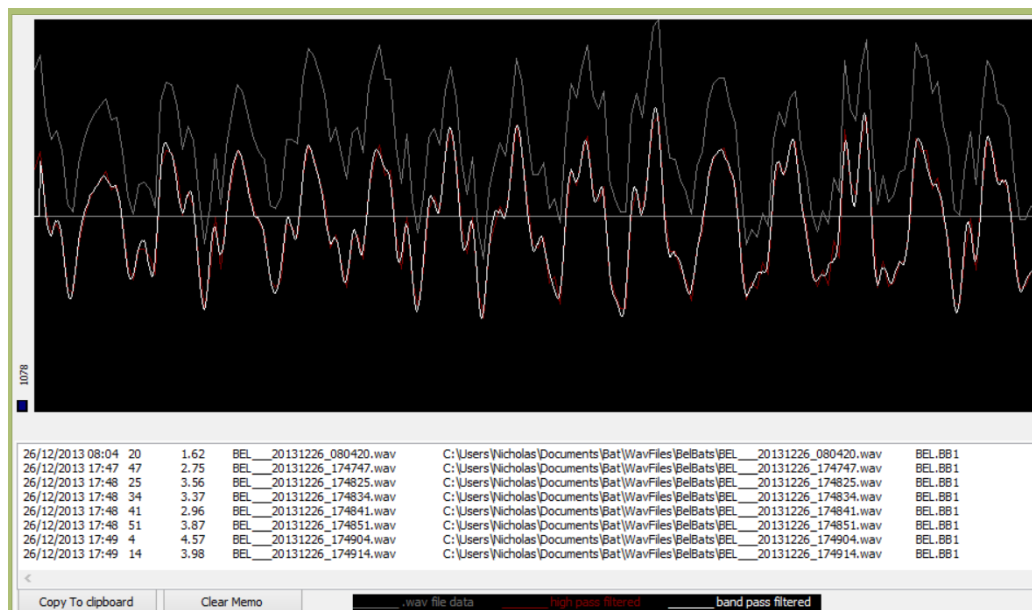 1078
26/12/2013 08:04 20 1.62 BEL___20131226_080420.wav C:\Users\Nicholas\Documents\Bat\WavFiles\BelBats\BEL___20131226_080420.wav BEL.BB1
26/12/2013 17:47 47 2.75 BEL___20131226_174747.wav C:\Users\Nicholas\Documents\Bat\WavFiles\BelBats\BEL___20131226_174747.wav BEL.BB1
26/12/2013 17:48 25 3.56 BEL___20131226_174825.wav C:\Users\Nicholas\Documents\Bat\WavFiles\BelBats\BEL___20131226_174825.wav BEL.BB1
26/12/2013 17:48 34 3.37 BEL___20131226_174834.wav C:\Users\Nicholas\Documents\Bat\WavFiles\BelBats\BEL___20131226_174834.wav BEL.BB1
26/12/2013 17:48 41 2.96 BEL___20131226_174841.wav C:\Users\Nicholas\Documents\Bat\WavFiles\BelBats\BEL___20131226_174841.wav BEL.BB1
26/12/2013 17:48 51 3.87 BEL___20131226_174851.wav C:\Users\Nicholas\Documents\Bat\WavFiles\BelBats\BEL___20131226_174851.wav BEL.BB1
26/12/2013 17:49 4 4.57 BEL___20131226_174904.wav C:\Users\Nicholas\Documents\Bat\WavFiles\BelBats\BEL___20131226_174904.wav BEL.BB1
26/12/2013 17:49 14 3.98 BEL___20131226_174914.wav C:\Users\Nicholas\Documents\Bat\WavFiles\BelBats\BEL___20131226_174914.wav BEL.BB1
Copy To clipboard Clear Memo ______ .wav file data ______ high pass filtered ______ band pass filtered